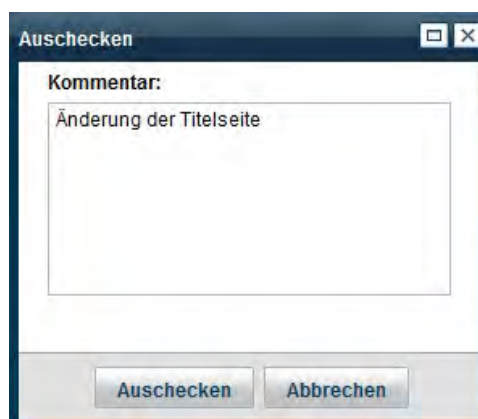 Auschecken
Kommentar:
Änderung der Titelseite
Auschecken Abbrechen